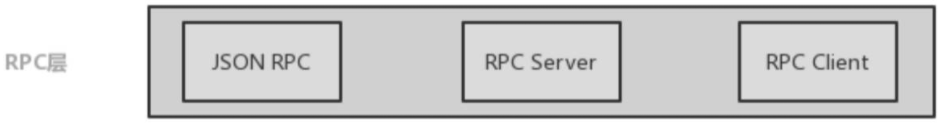 RPC层
JSON RPC
RPC Server
RPC Client